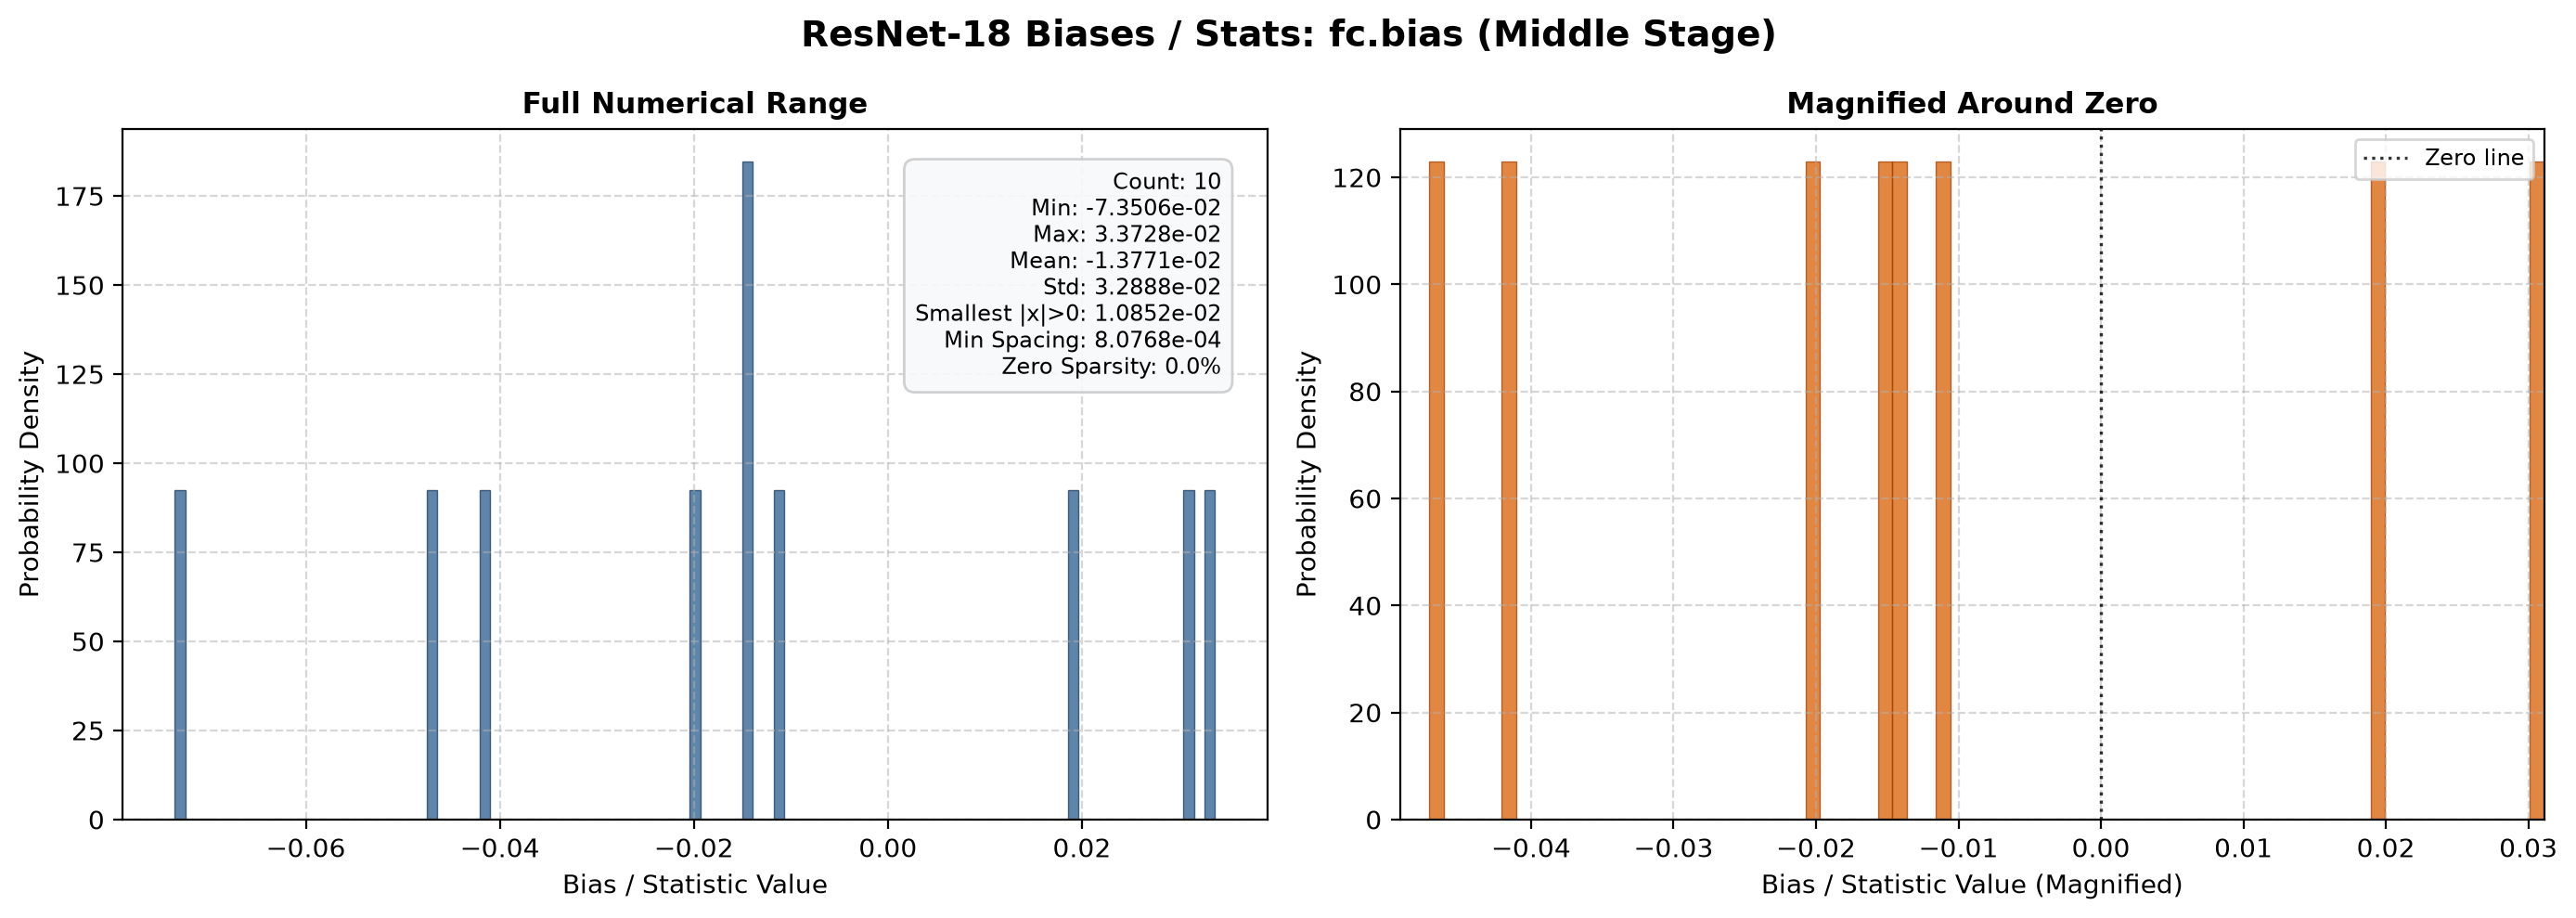 ResNet-18 Biases / Stats: fc.bias (Middle Stage)
Full Numerical Range
Probability Density
175
150
125
100
75
50
25
0
Count: 10
Min: -7.3506e-02
Max: 3.3728e-02
Mean: -1.3771e-02
Std: 3.2888e-02
Smallest |x|>0: 1.0852e-02
Min Spacing: 8.0768e-04
Zero Sparsity: 0.0%
−0.06 −0.04 −0.02 0.00 0.02
Bias / Statistic Value
Magnified Around Zero
Probability Density
120
100
80
60
40
20
0
Zero line
−0.04 −0.03 −0.02 −0.01 0.00 0.01 0.02 0.03
Bias / Statistic Value (Magnified)